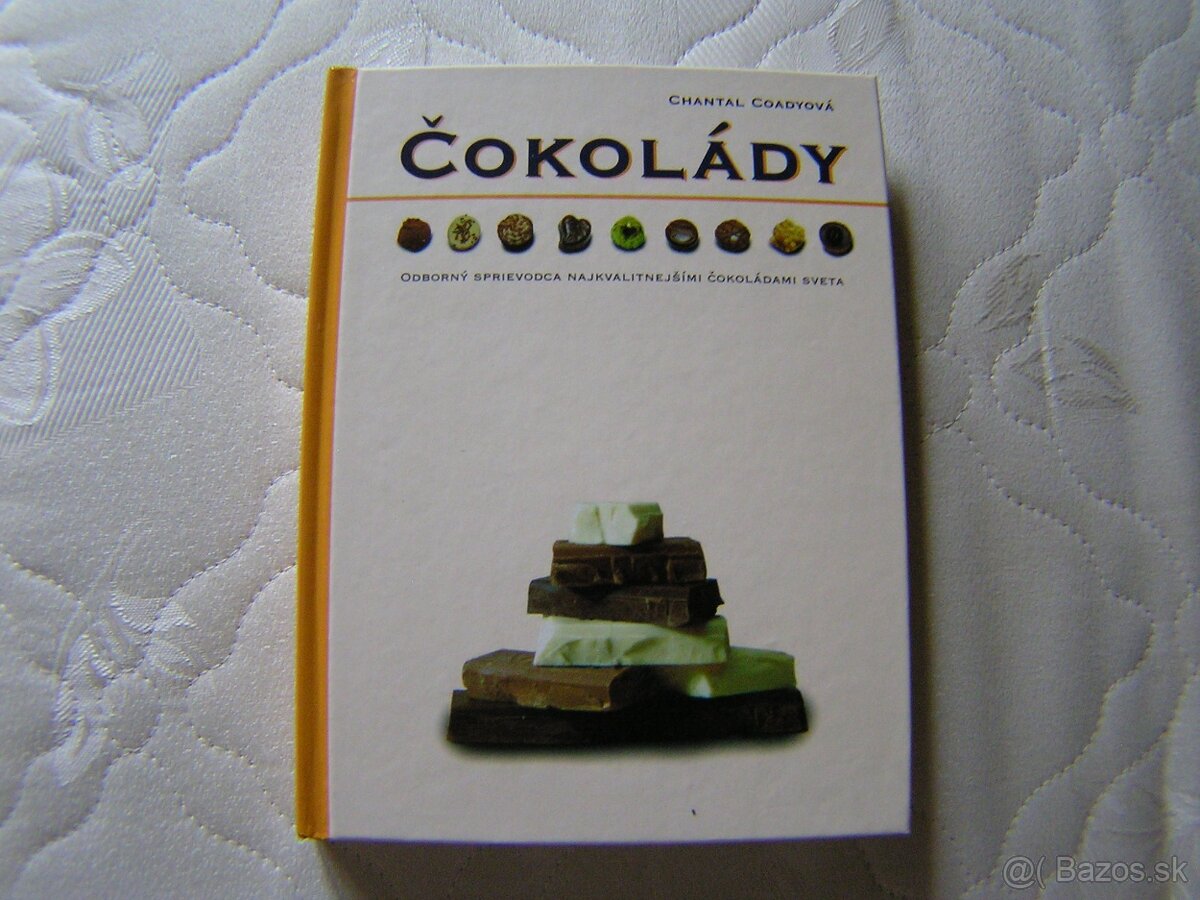 CHANTAL COADYOVÁ
ČOKOLÁDY
ODBORNÝ SPRIEVODCA NAJKVALITNEJŠÍMI ČOKOLÁDAMI SVETA
@( Bazos.sk